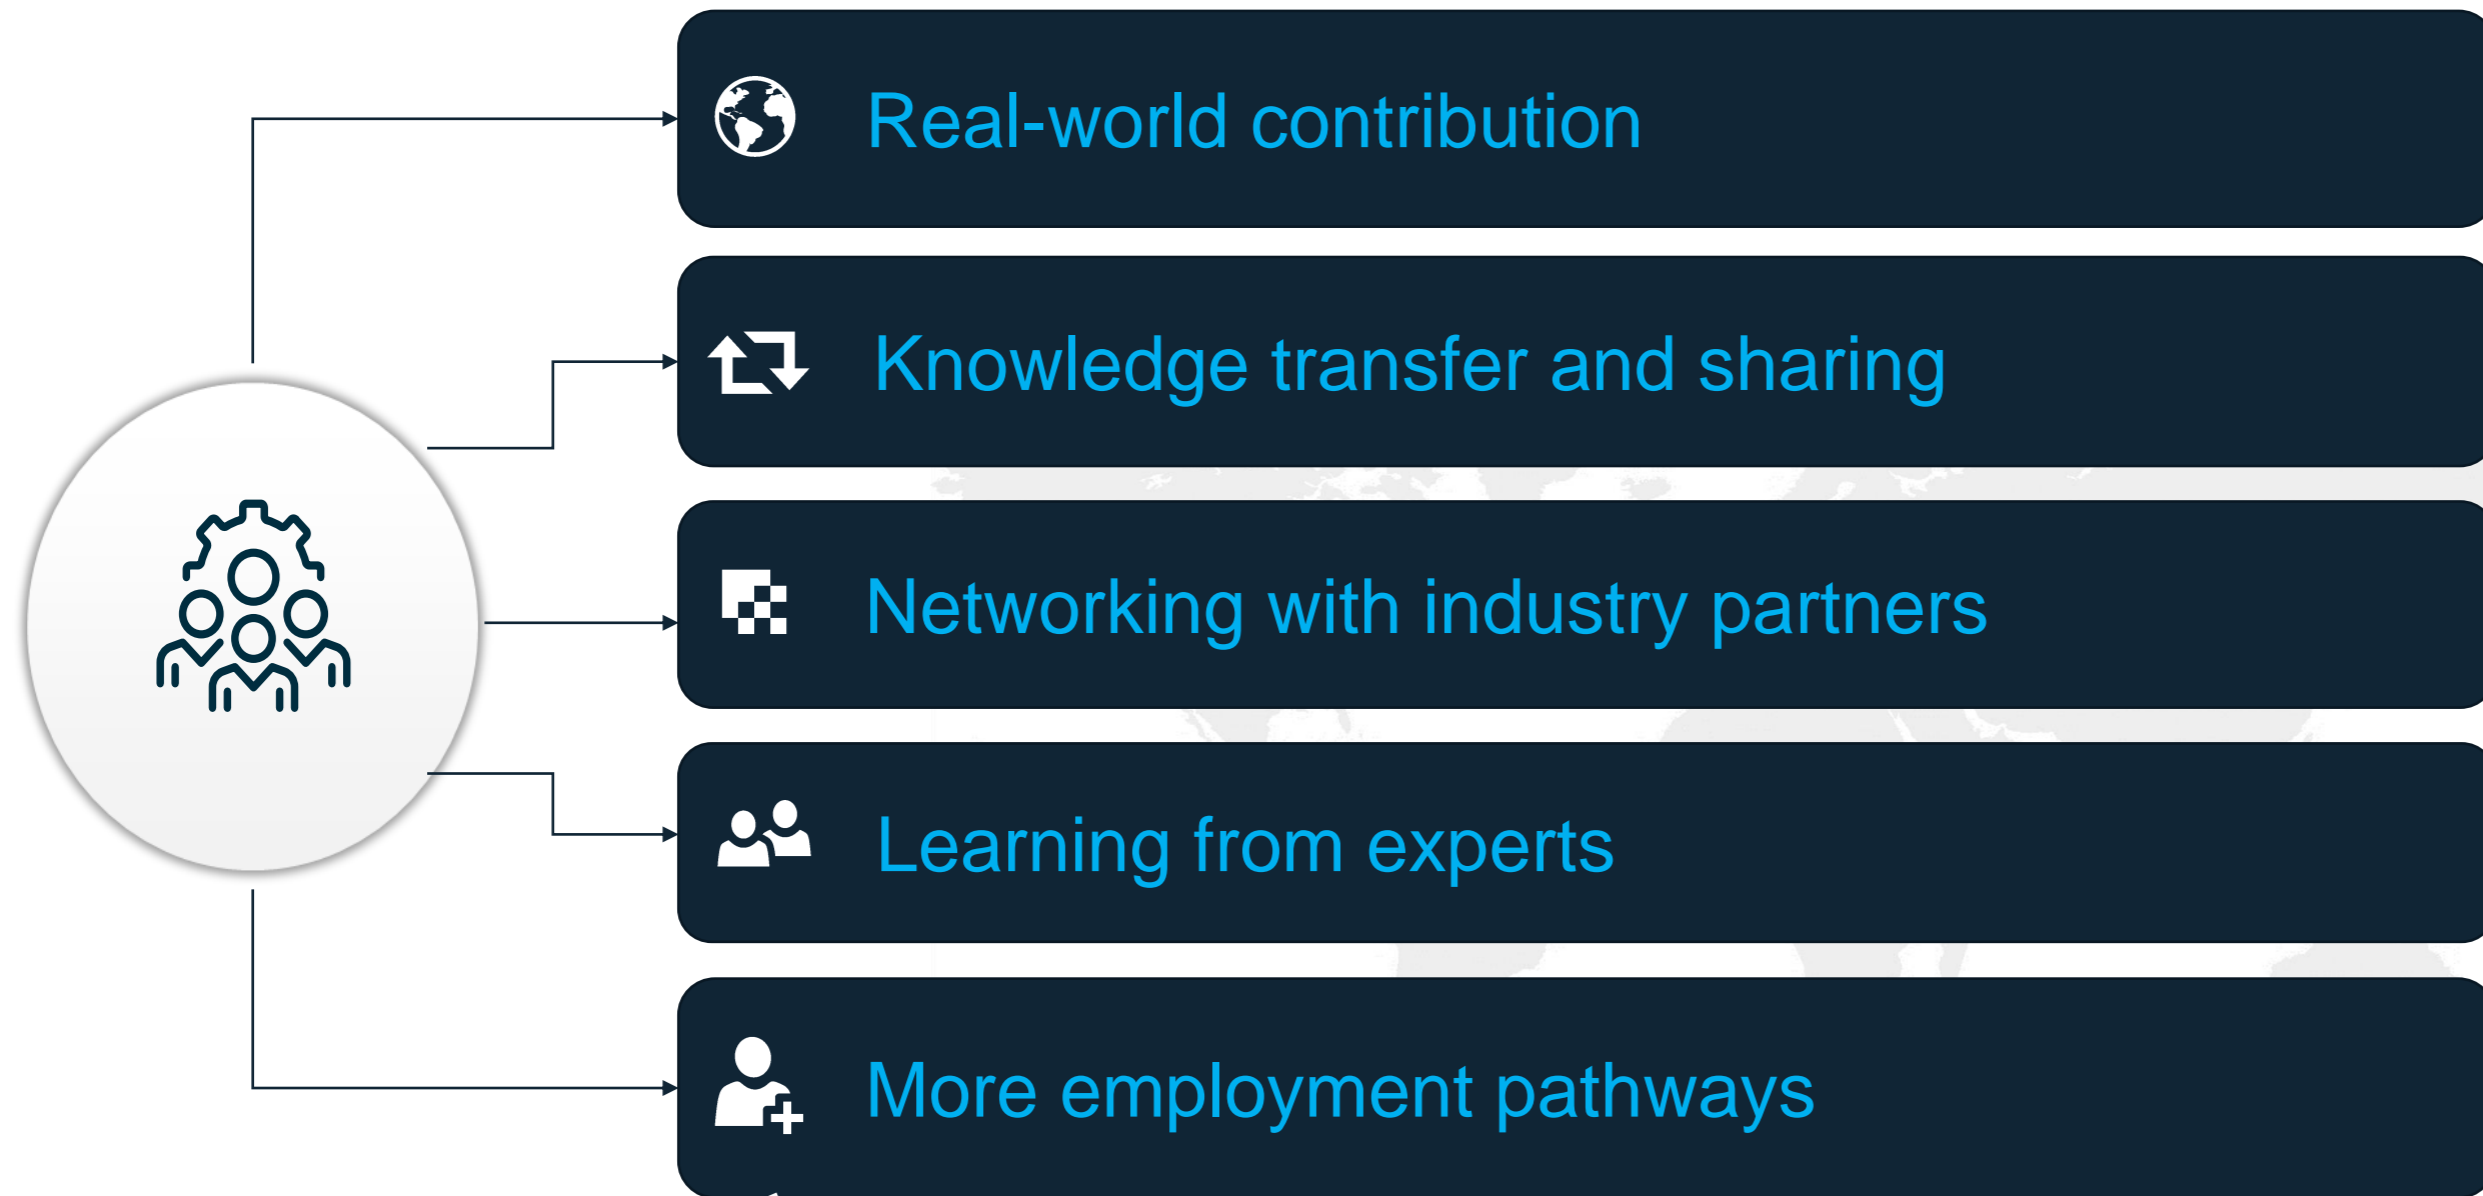 Real-world contribution
Knowledge transfer and sharing
Networking with industry partners
Learning from experts
More employment pathways